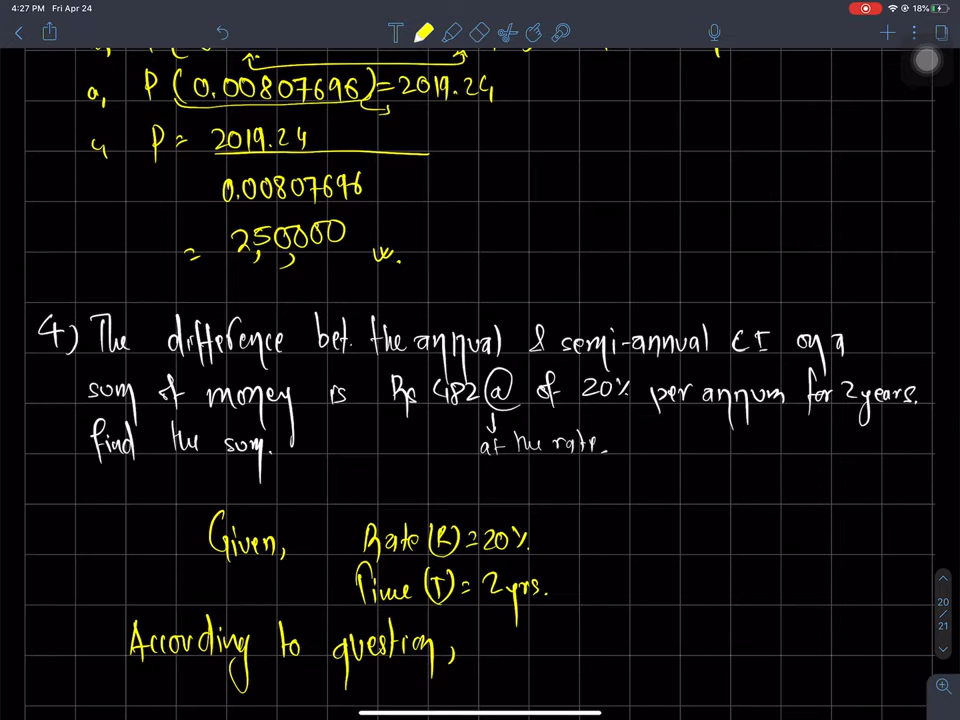 4:27 PM Fri Apr 24
18%
a, P (0.00807696) = 2019.24
P = 2019.24
0.00807696
= 2,50,000
4) The difference bet. the annual & semi-annual CI on a
sum of money is Rs 482 @ of 20% per annum for 2 years.
find the sum.
at the rate.
Given, Rate (R) = 20%
Time (T) = 2 yrs.
According to question,
20
/
21